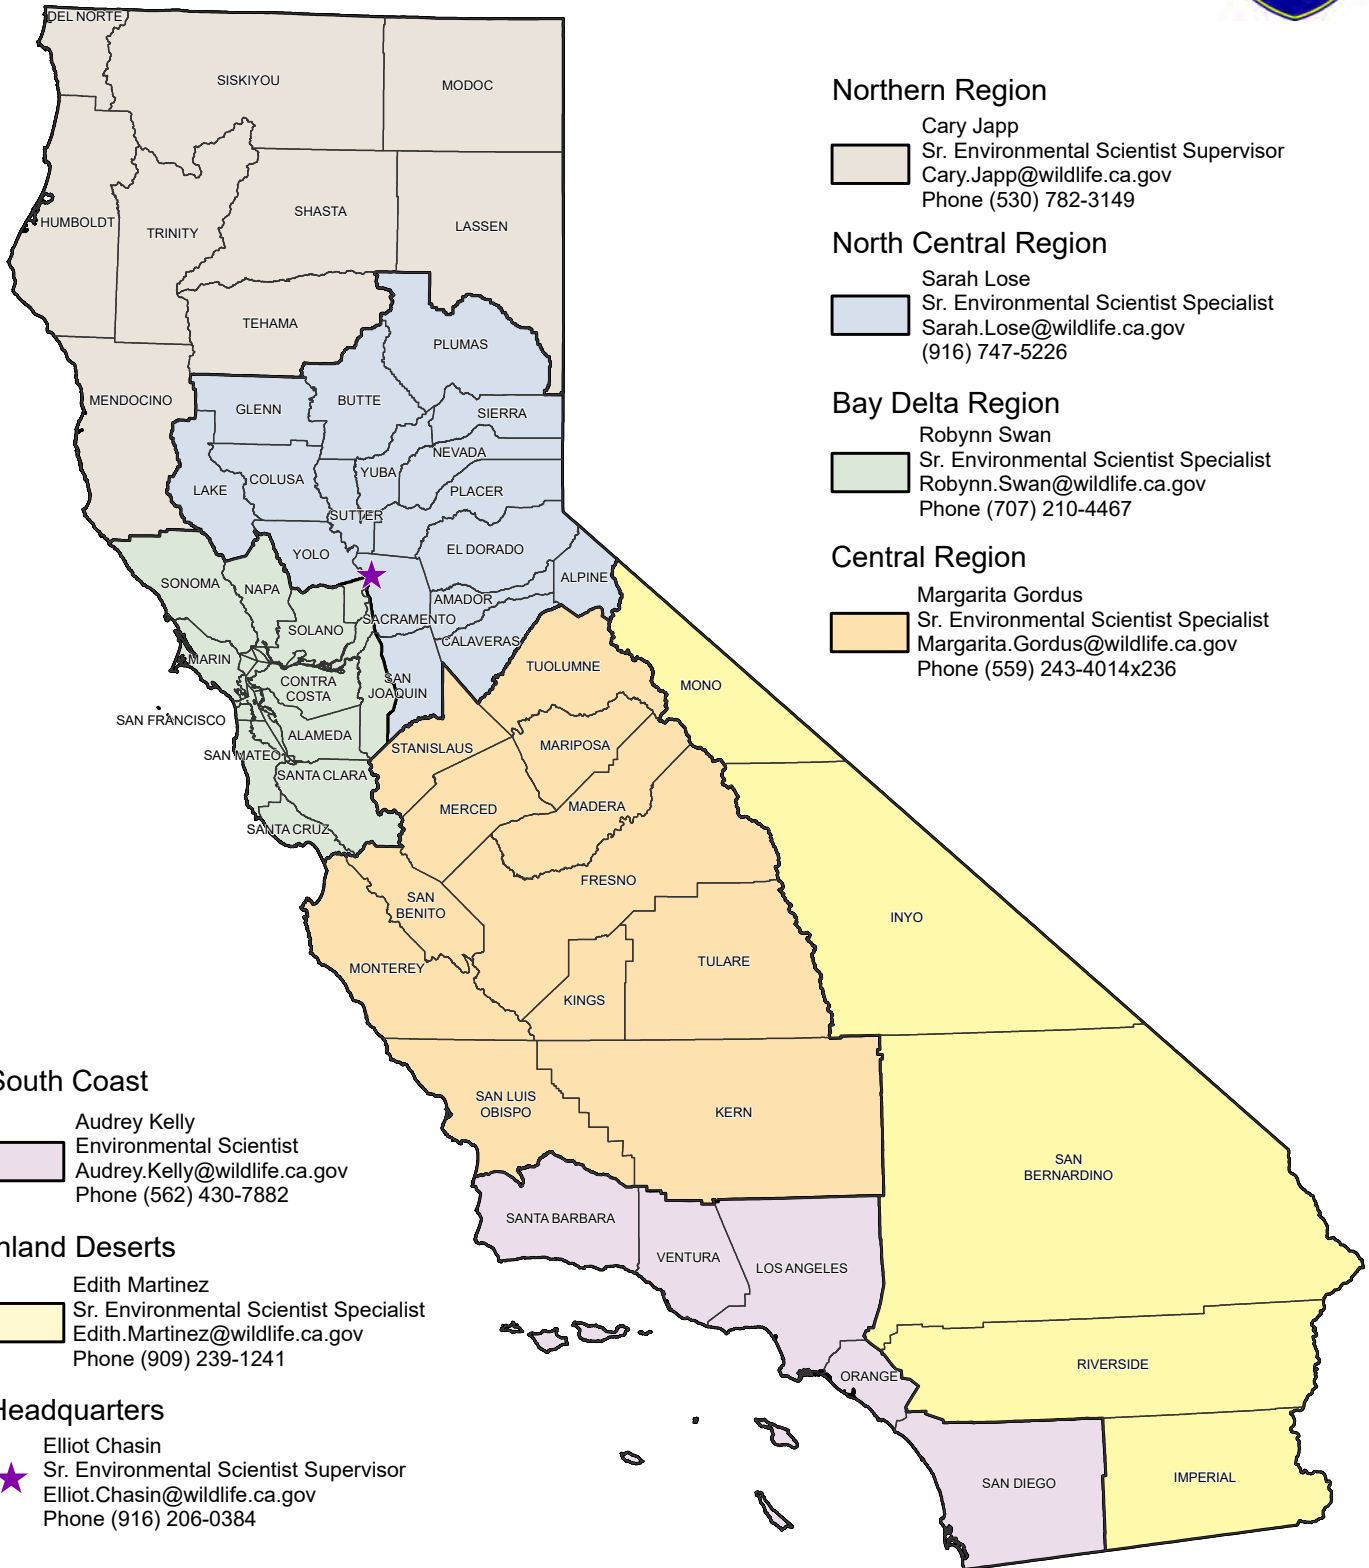 DEL NORTE
SISKIYOU
MODOC
HUMBOLDT
TRINITY
SHASTA
LASSEN
TEHAMA
MENDOCINO
PLUMAS
GLENN
BUTTE
SIERRA
NEVADA
YUBA
COLUSA
LAKE
PLACER
SUTTER
YOLO
EL DORADO
ALPINE
SONOMA
NAPA
AMADOR
SACRAMENTO
SOLANO
CALAVERAS
MARIN
TUOLUMNE
CONTRA
COSTA
SAN
JOAQUIN
MONO
SAN FRANCISCO
ALAMEDA
STANISLAUS
MARIPOSA
SAN MATEO
SANTA CLARA
MERCED
MADERA
SANTA CRUZ
FRESNO
SAN
BENITO
INYO
MONTEREY
TULARE
KINGS
SAN LUIS
OBISPO
KERN
SAN
BERNARDINO
SANTA BARBARA
VENTURA
LOS ANGELES
RIVERSIDE
ORANGE
SAN DIEGO
IMPERIAL
Northern Region
Cary Japp
Sr. Environmental Scientist Supervisor
Cary.Japp@wildlife.ca.gov
Phone (530) 782-3149
North Central Region
Sarah Lose
Sr. Environmental Scientist Specialist
Sarah.Lose@wildlife.ca.gov
(916) 747-5226
Bay Delta Region
Robynn Swan
Sr. Environmental Scientist Specialist
Robynn.Swan@wildlife.ca.gov
Phone (707) 210-4467
Central Region
Margarita Gordus
Sr. Environmental Scientist Specialist
Margarita.Gordus@wildlife.ca.gov
Phone (559) 243-4014x236
South Coast
Audrey Kelly
Environmental Scientist
Audrey.Kelly@wildlife.ca.gov
Phone (562) 430-7882
nland Deserts
Edith Martinez
Sr. Environmental Scientist Specialist
Edith.Martinez@wildlife.ca.gov
Phone (909) 239-1241
Headquarters
Elliot Chasin
Sr. Environmental Scientist Supervisor
Elliot.Chasin@wildlife.ca.gov
Phone (916) 206-0384